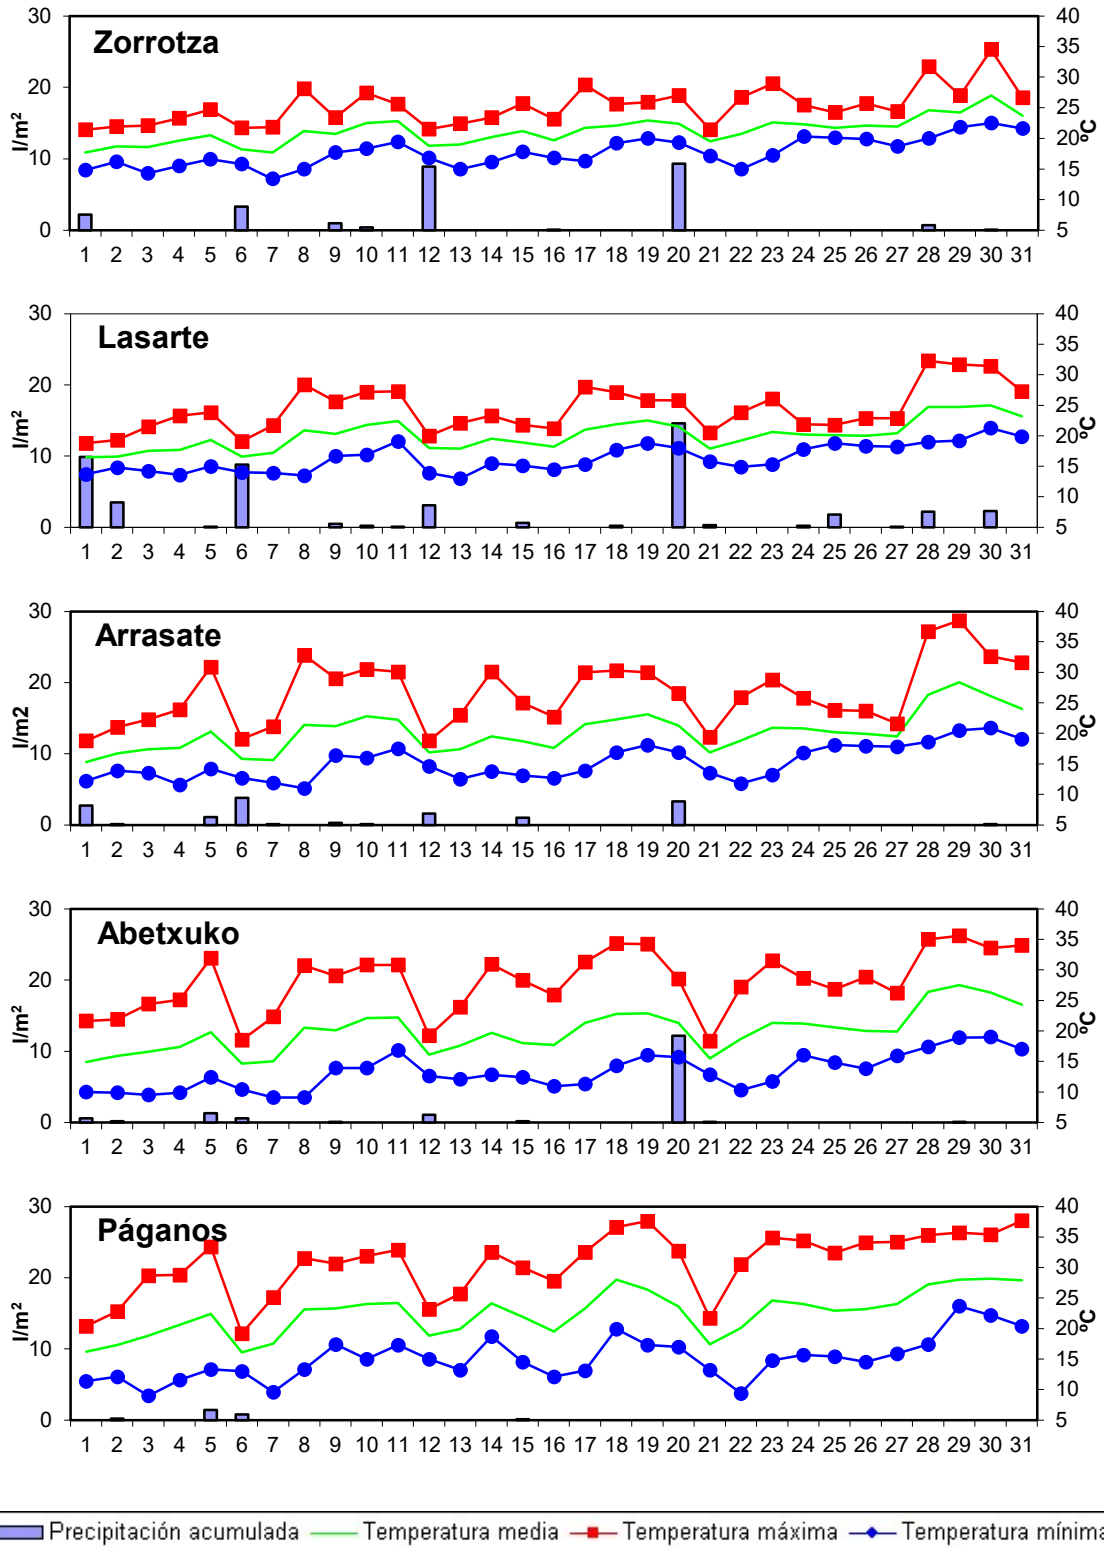 Zorrotza
30 20 10 0
l/m²
40 35 30 25 20 15 10 5
ºC
1 2 3 4 5 6 7 8 9 10 11 12 13 14 15 16 17 18 19 20 21 22 23 24 25 26 27 28 29 30 31
Lasarte
30 20 10 0
l/m²
40 35 30 25 20 15 10 5
ºC
1 2 3 4 5 6 7 8 9 10 11 12 13 14 15 16 17 18 19 20 21 22 23 24 25 26 27 28 29 30 31
Arrasate
30 20 10 0
l/m2
40 35 30 25 20 15 10 5
ºC
1 2 3 4 5 6 7 8 9 10 11 12 13 14 15 16 17 18 19 20 21 22 23 24 25 26 27 28 29 30 31
Abetxuko
30 20 10 0
l/m²
40 35 30 25 20 15 10 5
ºC
1 2 3 4 5 6 7 8 9 10 11 12 13 14 15 16 17 18 19 20 21 22 23 24 25 26 27 28 29 30 31
Páganos
30 20 10 0
l/m²
40 35 30 25 20 15 10 5
ºC
1 2 3 4 5 6 7 8 9 10 11 12 13 14 15 16 17 18 19 20 21 22 23 24 25 26 27 28 29 30 31
Precipitación acumulada Temperatura media Temperatura máxima Temperatura mínima